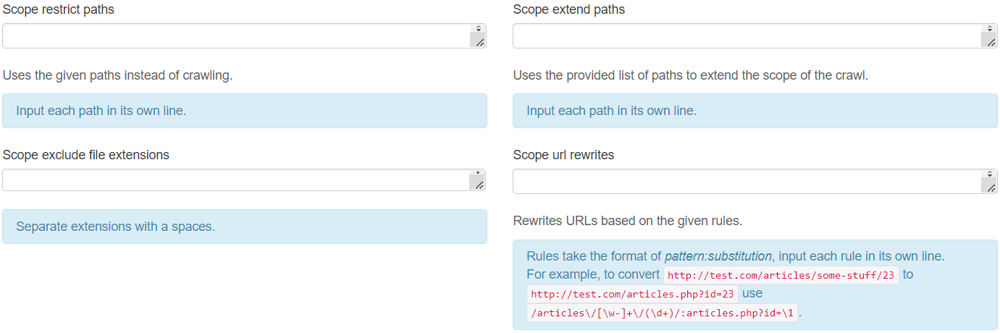 Scope restrict paths
Uses the given paths instead of crawling.
Input each path in its own line.
Scope exclude file extensions
Separate extensions with a spaces.
Scope extend paths
Uses the provided list of paths to extend the scope of the crawl.
Input each path in its own line.
Scope url rewrites
Rewrites URLs based on the given rules.
Rules take the format of pattern:substitution, input each rule in its own line.
For example, to convert http://test.com/articles/some-stuff/23 to
http://test.com/articles.php?id=23 use
/articles\/[\w-]+\/(\d+)/:articles.php?id=\1 .